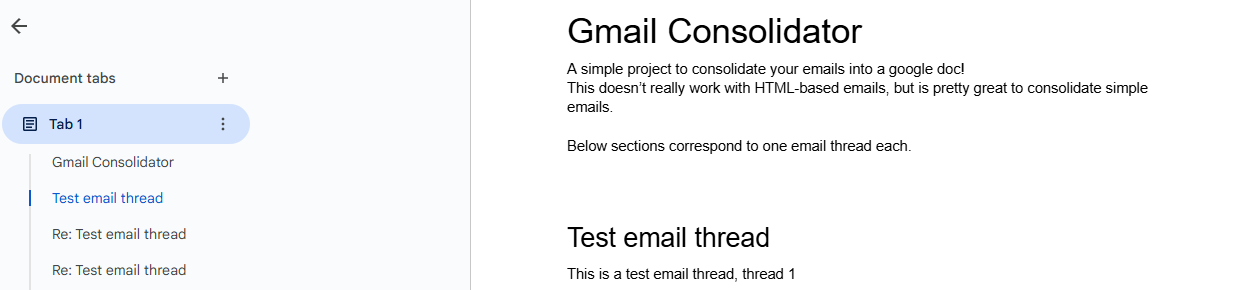 Document tabs
Tab 1
Gmail Consolidator
Test email thread
Re: Test email thread
Re: Test email thread
Gmail Consolidator
A simple project to consolidate your emails into a google doc!
This doesn’t really work with HTML-based emails, but is pretty great to consolidate simple
emails.
Below sections correspond to one email thread each.
Test email thread
This is a test email thread, thread 1